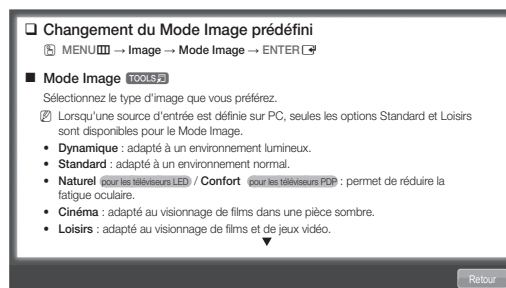 ❑ Changement du Mode Image prédéfini
MENU → Image → Mode Image → ENTER
■ Mode Image TOOLS
Sélectionnez le type d'image que vous préférez.
Lorsqu'une source d'entrée est définie sur PC, seules les options Standard et Loisirs
sont disponibles pour le Mode Image.
• Dynamique : adapté à un environnement lumineux.
• Standard : adapté à un environnement normal.
• Naturel pour les téléviseurs LED / Confort pour les téléviseurs PDP : permet de réduire la
fatigue oculaire.
• Cinéma : adapté au visionnage de films dans une pièce sombre.
• Loisirs : adapté au visionnage de films et de jeux vidéo.
▼
Retour